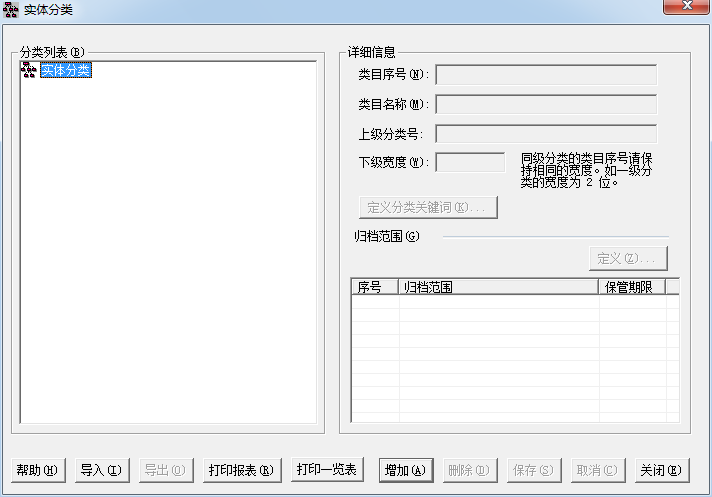 实体分类
分类列表(B)
实体分类
详细信息
类目序号(N):
类目名称(M):
上级分类号:
下级宽度(W):
同级分类的类目序号请保
持相同的宽度。如一级分
类的宽度为 2 位。
定义分类关键词(K)...
归档范围(G)
定义(Z)...
序号 归档范围 保管期限
帮助(H) 导入(I) 导出(O) 打印报表(R) 打印一览表 增加(A) 删除(D) 保存(S) 取消(C) 关闭(E)